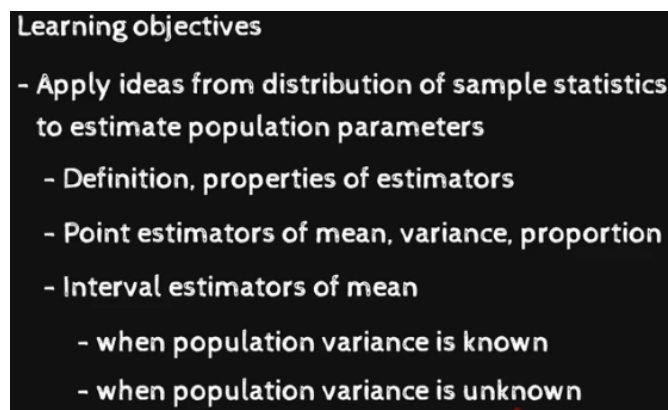 Learning objectives
- Apply ideas from distribution of sample statistics
to estimate population parameters
- Definition, properties of estimators
- Point estimators of mean, variance, proportion
- Interval estimators of mean
- when population variance is known
- when population variance is unknown